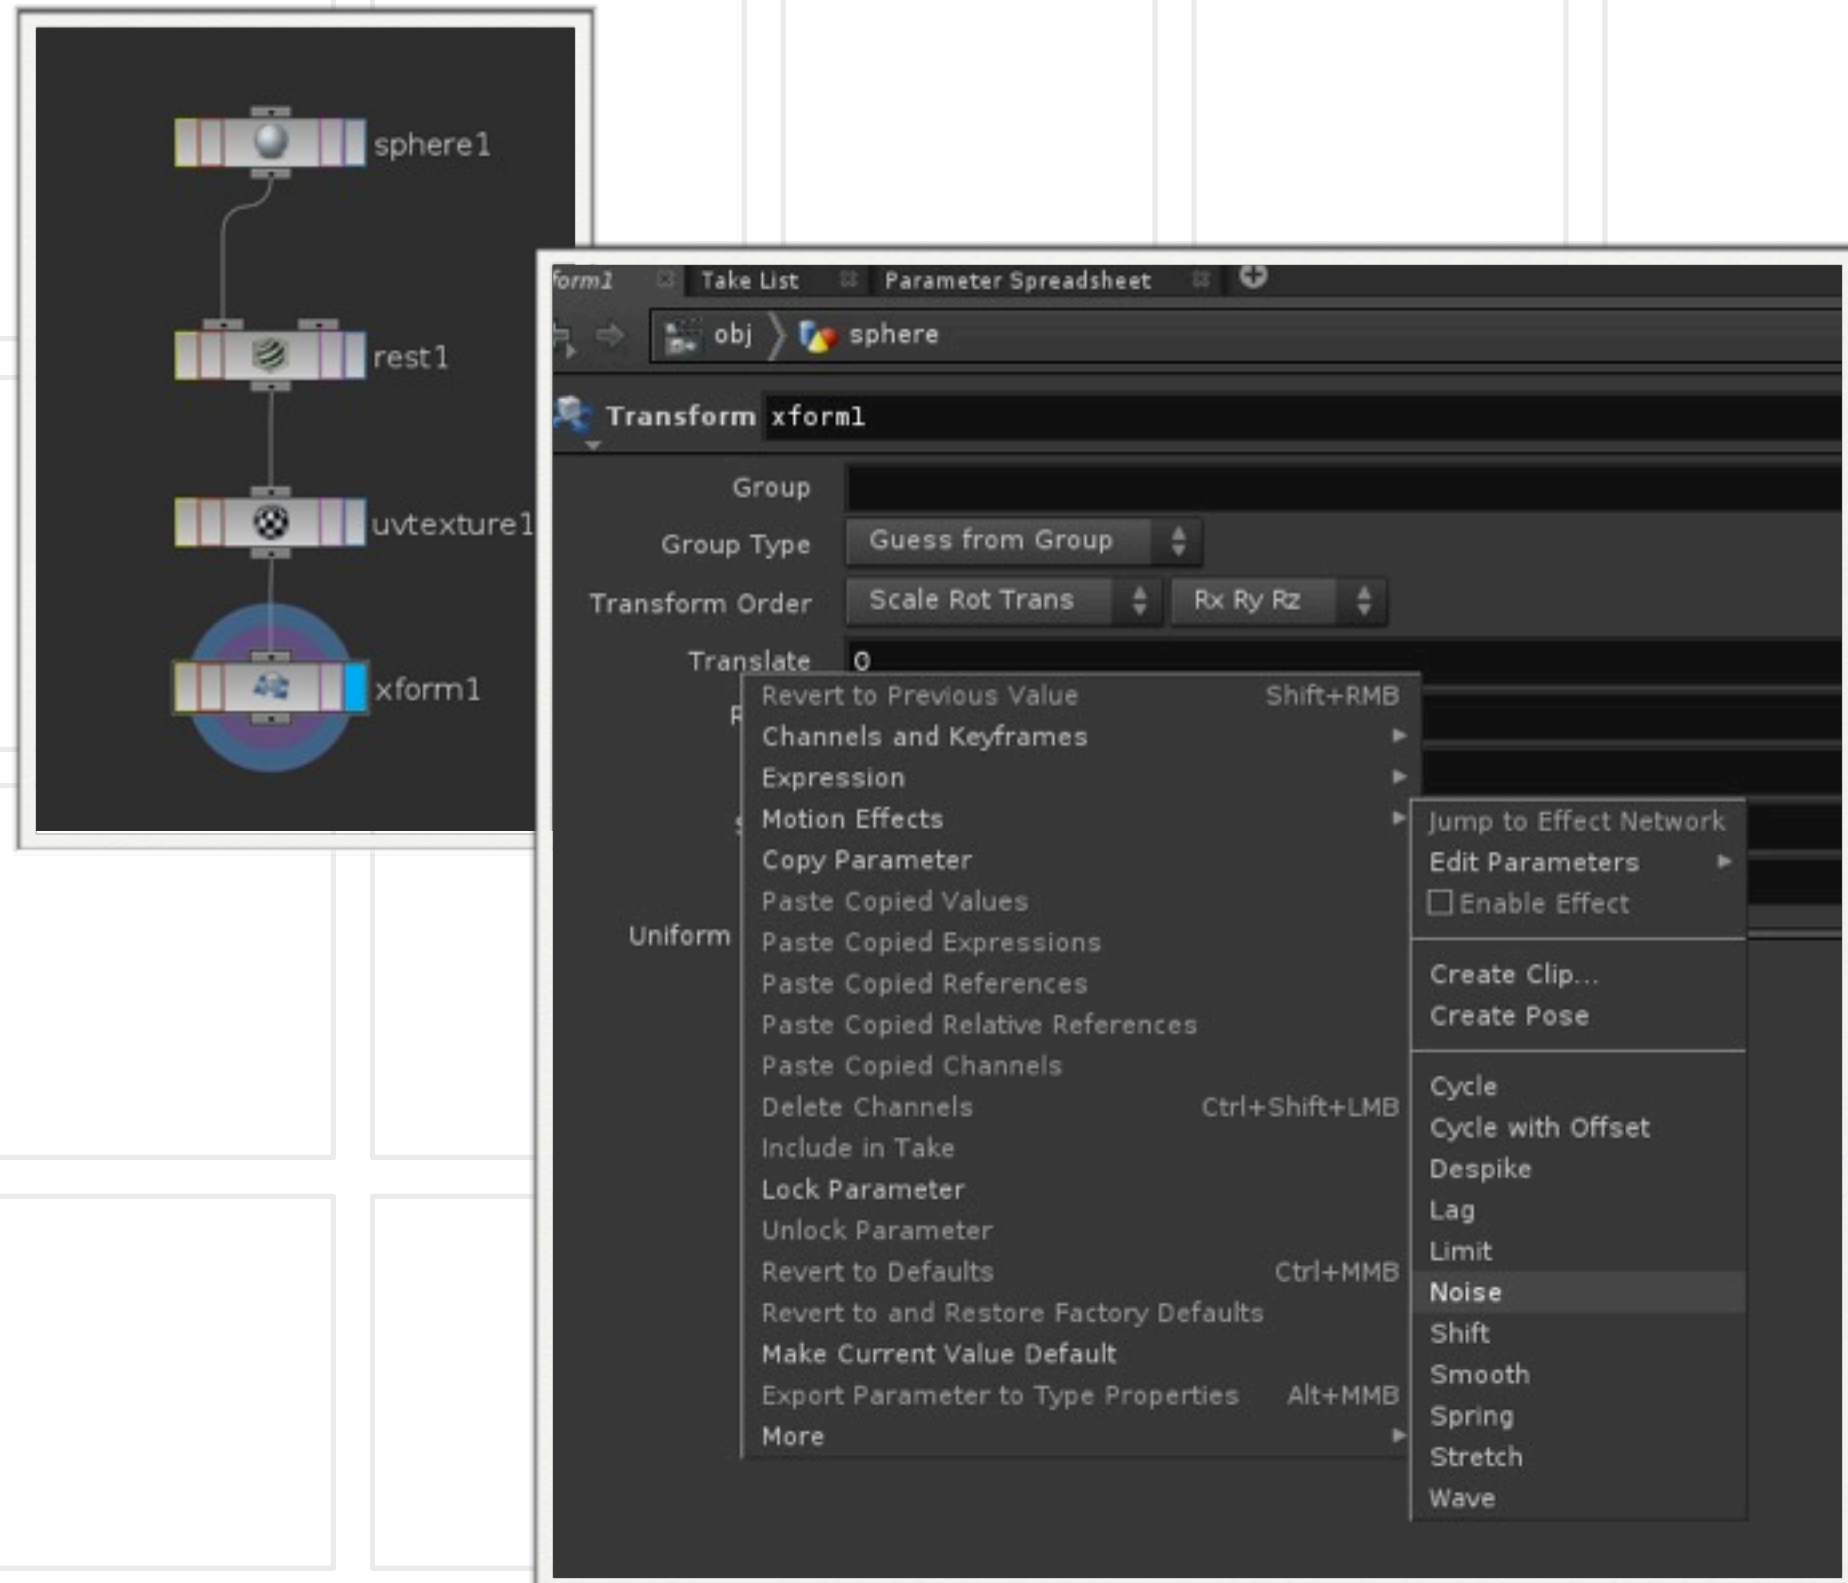 sphere1
rest1
uvtexture1
xform1
form1 Take List Parameter Spreadsheet
obj sphere
Transform xform1
Group
Group Type Guess from Group
Transform Order Scale Rot Trans Rx Ry Rz
Translate 0
Revert to Previous Value Shift+RMB
Channels and Keyframes
Expression
Motion Effects
Copy Parameter
Paste Copied Values
Paste Copied Expressions
Uniform
Paste Copied References
Paste Copied Relative References
Paste Copied Channels
Delete Channels Ctrl+Shift+LMB
Include in Take
Lock Parameter
Unlock Parameter
Revert to Defaults Ctrl+MMB
Revert to and Restore Factory Defaults
Make Current Value Default
Export Parameter to Type Properties Alt+MMB
More
Jump to Effect Network
Edit Parameters
Enable Effect
Create Clip...
Create Pose
Cycle
Cycle with Offset
Despike
Lag
Limit
Noise
Shift
Smooth
Spring
Stretch
Wave